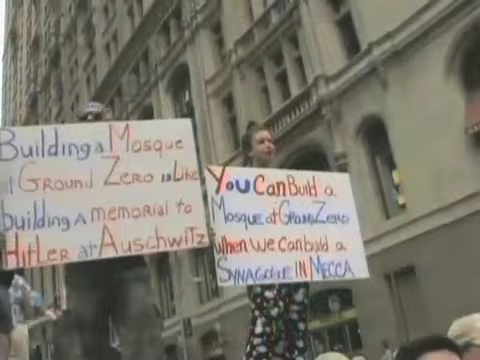 Building a Mosque
at Ground Zero is Like
building A memorial to
Hitler at Auschwitz
You Can Build a
Mosque at Ground Zero
when we can build a
Synagogue IN Mecca